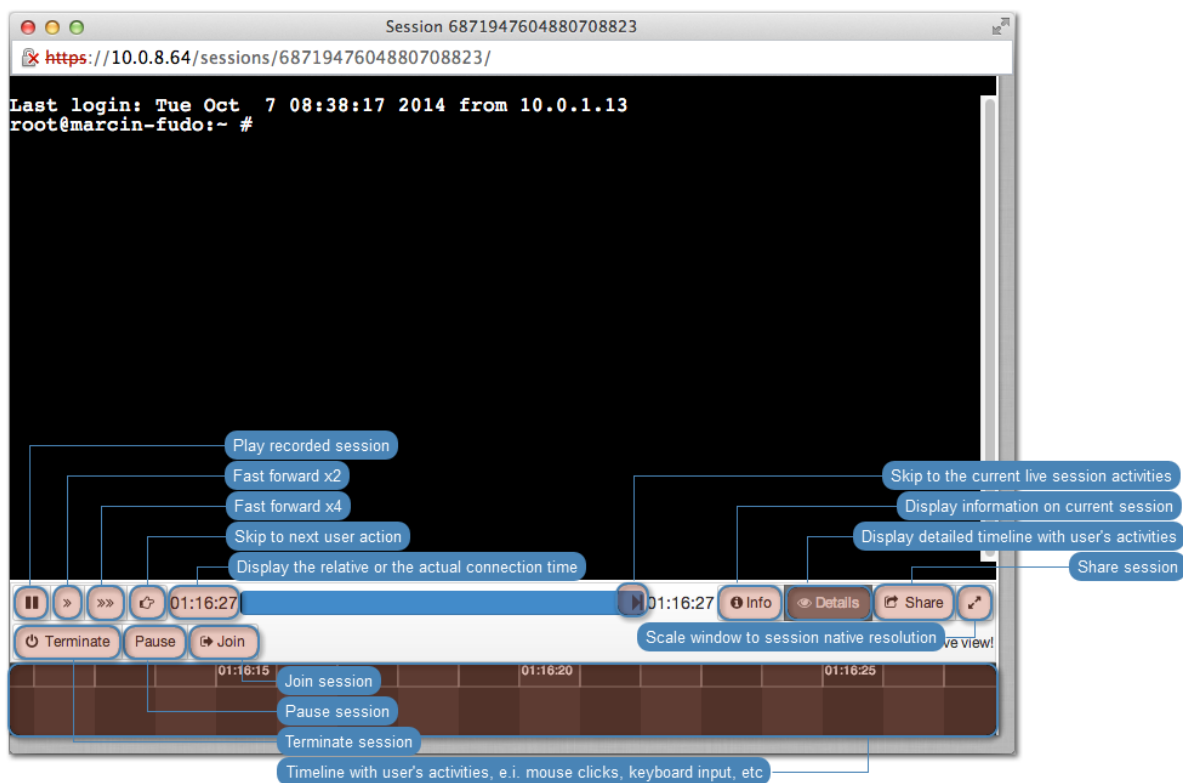 Session 6871947604880708823
https://10.0.8.64/sessions/6871947604880708823/
Last login: Tue Oct  7 08:38:17 2014 from 10.0.1.13
root@marcin-fudo:~ #
Play recorded session
Fast forward x2
Skip to the current live session activities
Fast forward x4
Display information on current session
Skip to next user action
Display detailed timeline with user's activities
Display the relative or the actual connection time
Share session
01:16:27
01:16:27
Info
Details
Share
Terminate
Pause
Join
Scale window to session native resolution
ve view!
01:16:15
01:16:20
01:16:25
Join session
Pause session
Terminate session
Timeline with user's activities, e.i. mouse clicks, keyboard input, etc